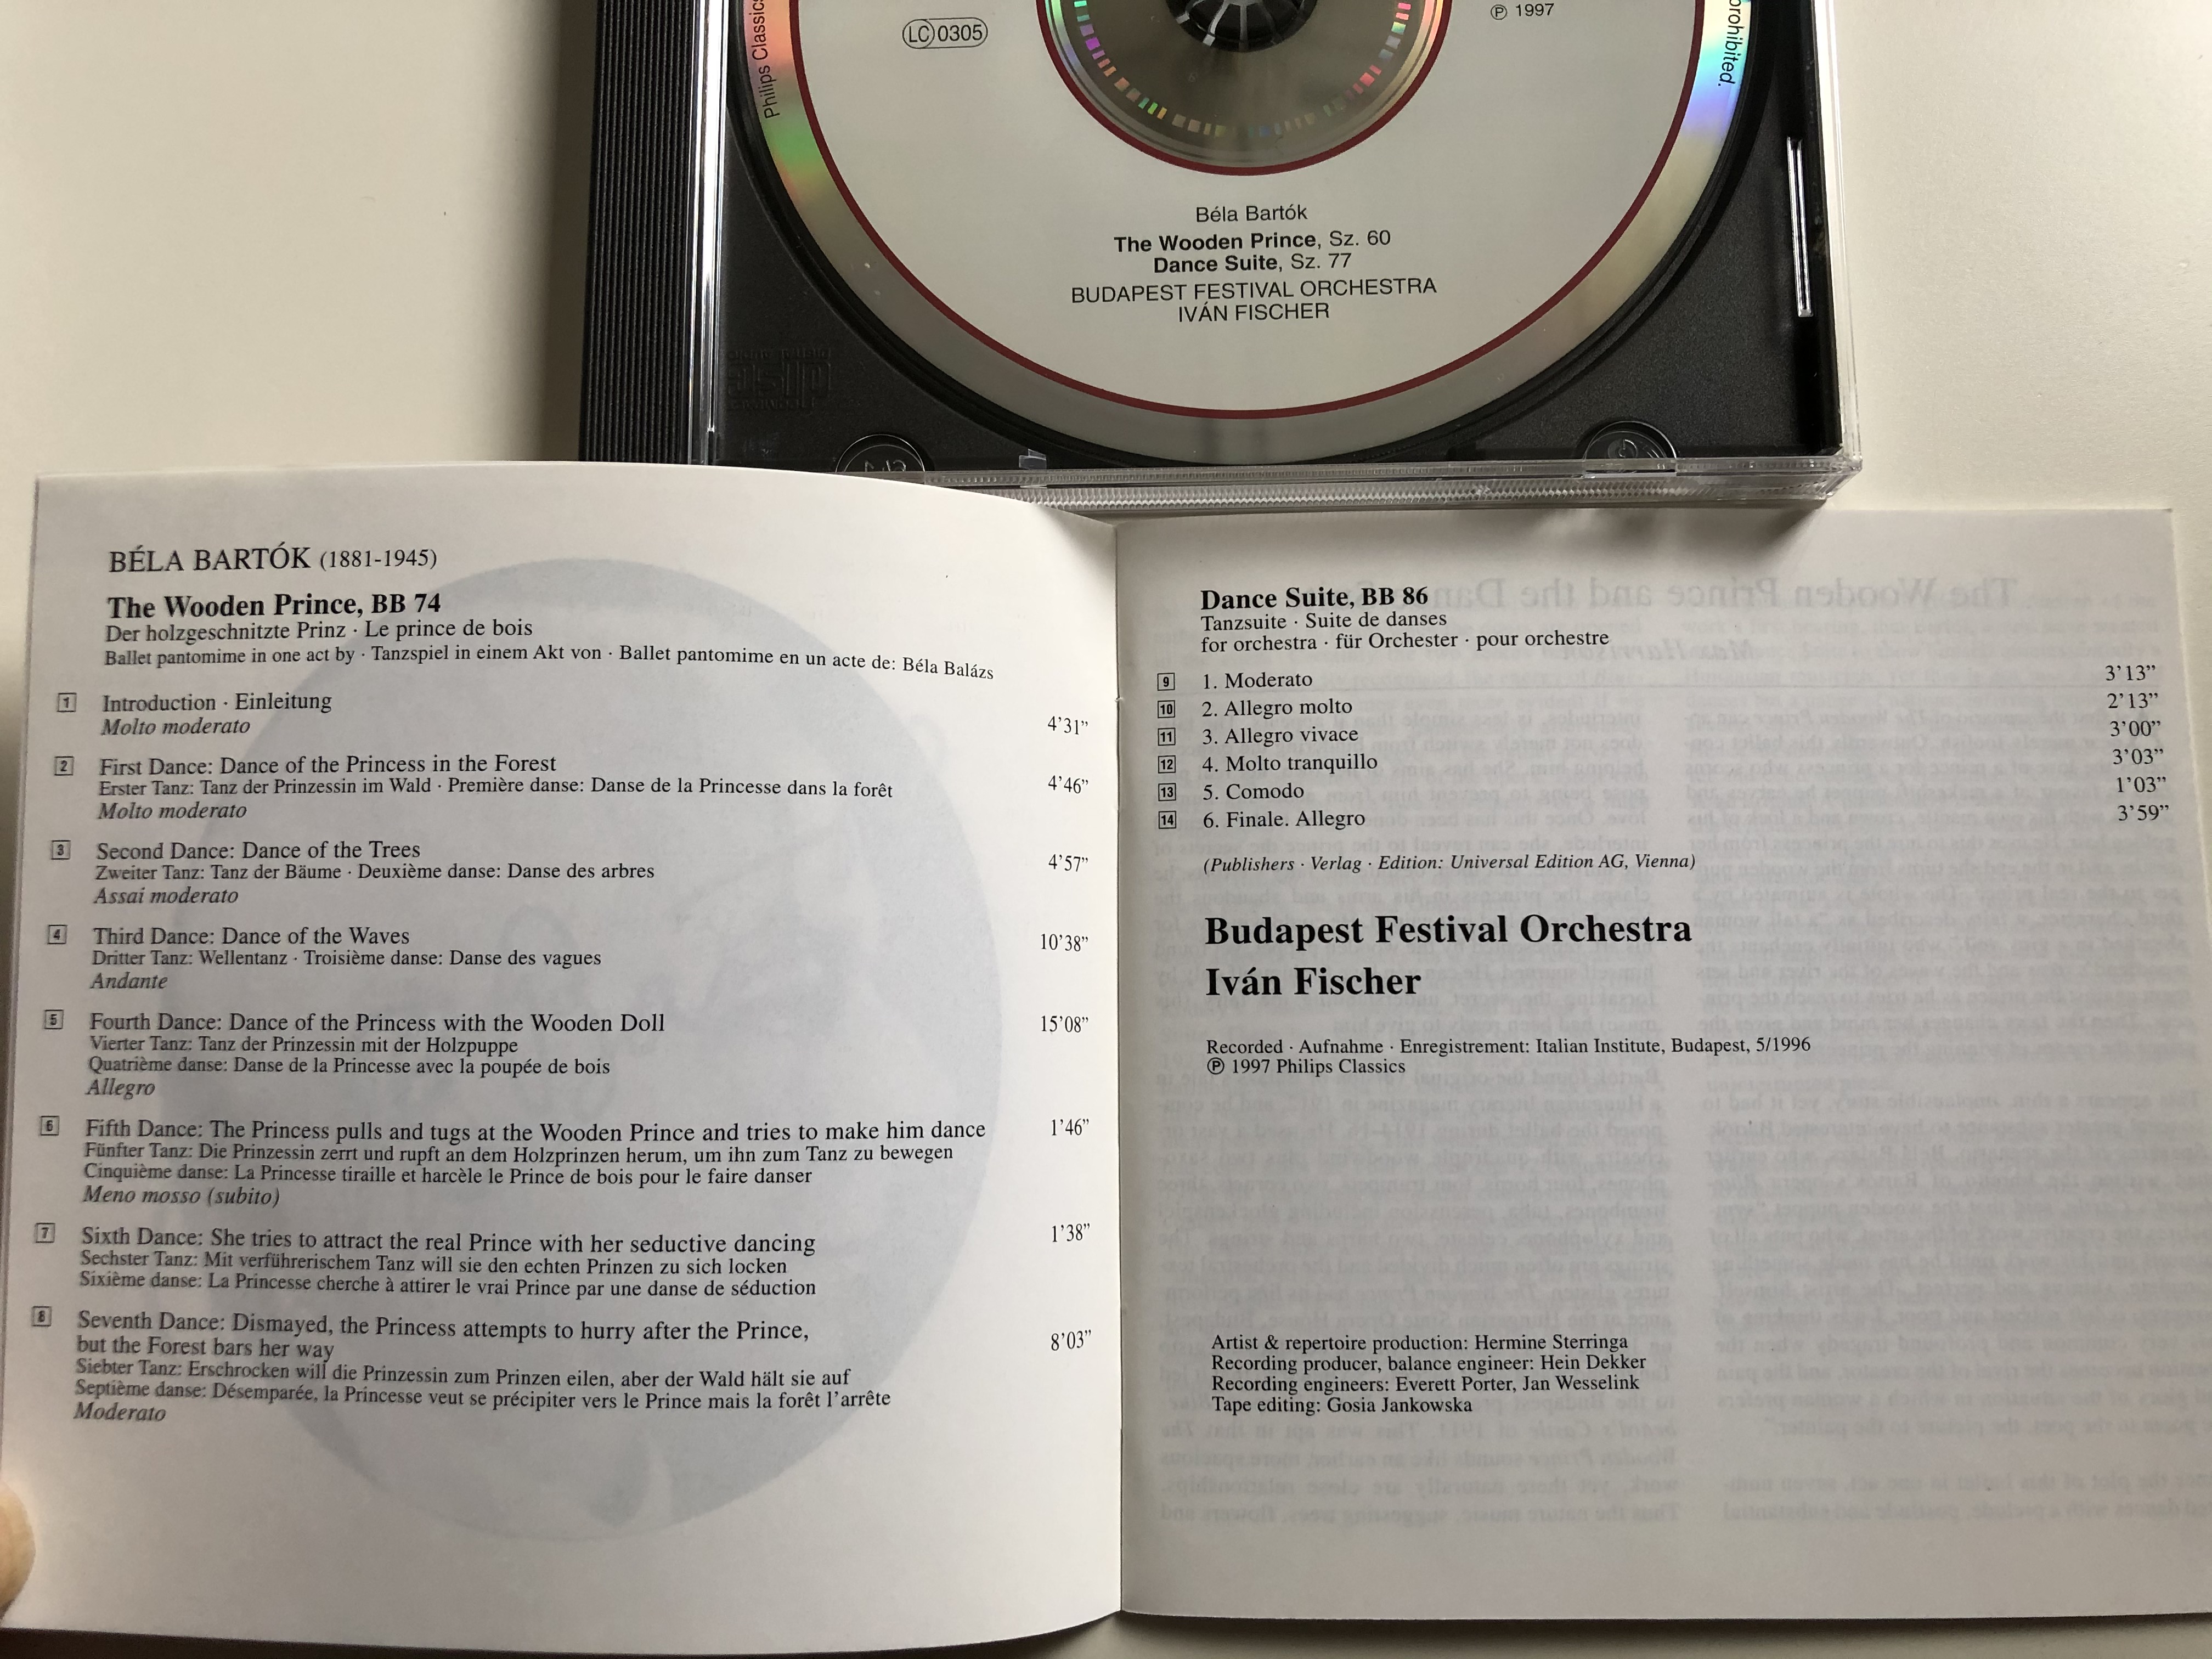 Philips Classics
LC 0305
℗ 1997
prohibited.
Béla Bartók
The Wooden Prince, Sz. 60
Dance Suite, Sz. 77
BUDAPEST FESTIVAL ORCHESTRA
IVÁN FISCHER
BÉLA BARTÓK (1881-1945)
The Wooden Prince, BB 74
Der holzgeschnitzte Prinz · Le prince de bois
Ballet pantomime in one act by · Tanzspiel in einem Akt von · Ballet pantomime en un acte de: Béla Balázs
1 Introduction · Einleitung
Molto moderato 4’31”
2 First Dance: Dance of the Princess in the Forest
Erster Tanz: Tanz der Prinzessin im Wald · Première danse: Danse de la Princesse dans la forêt 4’46”
Molto moderato
3 Second Dance: Dance of the Trees
Zweiter Tanz: Tanz der Bäume · Deuxième danse: Danse des arbres 4’57”
Assai moderato
4 Third Dance: Dance of the Waves 10’38”
Dritter Tanz: Wellentanz · Troisième danse: Danse des vagues
Andante
5 Fourth Dance: Dance of the Princess with the Wooden Doll 15’08”
Vierter Tanz: Tanz der Prinzessin mit der Holzpuppe
Quatrième danse: Danse de la Princesse avec la poupée de bois
Allegro
6 Fifth Dance: The Princess pulls and tugs at the Wooden Prince and tries to make him dance 1’46”
Fünfter Tanz: Die Prinzessin zerrt und rupft an dem Holzprinzen herum, um ihn zum Tanz zu bewegen
Cinquième danse: La Princesse tiraille et harcèle le Prince de bois pour le faire danser
Meno mosso (subito)
7 Sixth Dance: She tries to attract the real Prince with her seductive dancing 1’38”
Sechster Tanz: Mit verführerischem Tanz will sie den echten Prinzen zu sich locken
Sixième danse: La Princesse cherche à attirer le vrai Prince par une danse de séduction
8 Seventh Dance: Dismayed, the Princess attempts to hurry after the Prince,
but the Forest bars her way 8’03”
Siebter Tanz: Erschrocken will die Prinzessin zum Prinzen eilen, aber der Wald hält sie auf
Septième danse: Désemparée, la Princesse veut se précipiter vers le Prince mais la forêt l’arrête
Moderato
Dance Suite, BB 86
Tanzsuite · Suite de danses
for orchestra · für Orchester · pour orchestre
9 1. Moderato 3’13”
10 2. Allegro molto 2’13”
11 3. Allegro vivace 3’00”
12 4. Molto tranquillo 3’03”
13 5. Comodo 1’03”
14 6. Finale. Allegro 3’59”
(Publishers · Verlag · Edition: Universal Edition AG, Vienna)
Budapest Festival Orchestra
Iván Fischer
Recorded · Aufnahme · Enregistrement: Italian Institute, Budapest, 5/1996
℗ 1997 Philips Classics
Artist & repertoire production: Hermine Sterringa
Recording producer, balance engineer: Hein Dekker
Recording engineers: Everett Porter, Jan Wesselink
Tape editing: Gosia Jankowska